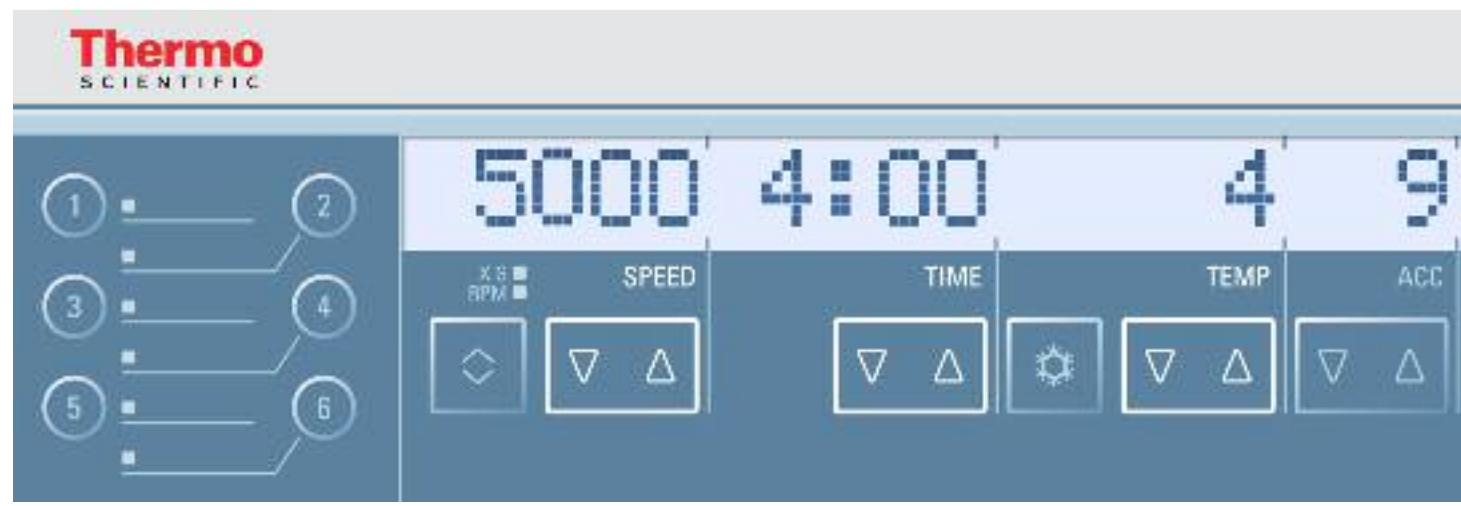 Thermo
SCIENTIFIC
5000 4:00 4 9
1 2
X G SPEED TIME TEMP ACC
RPM
3 4
5 6